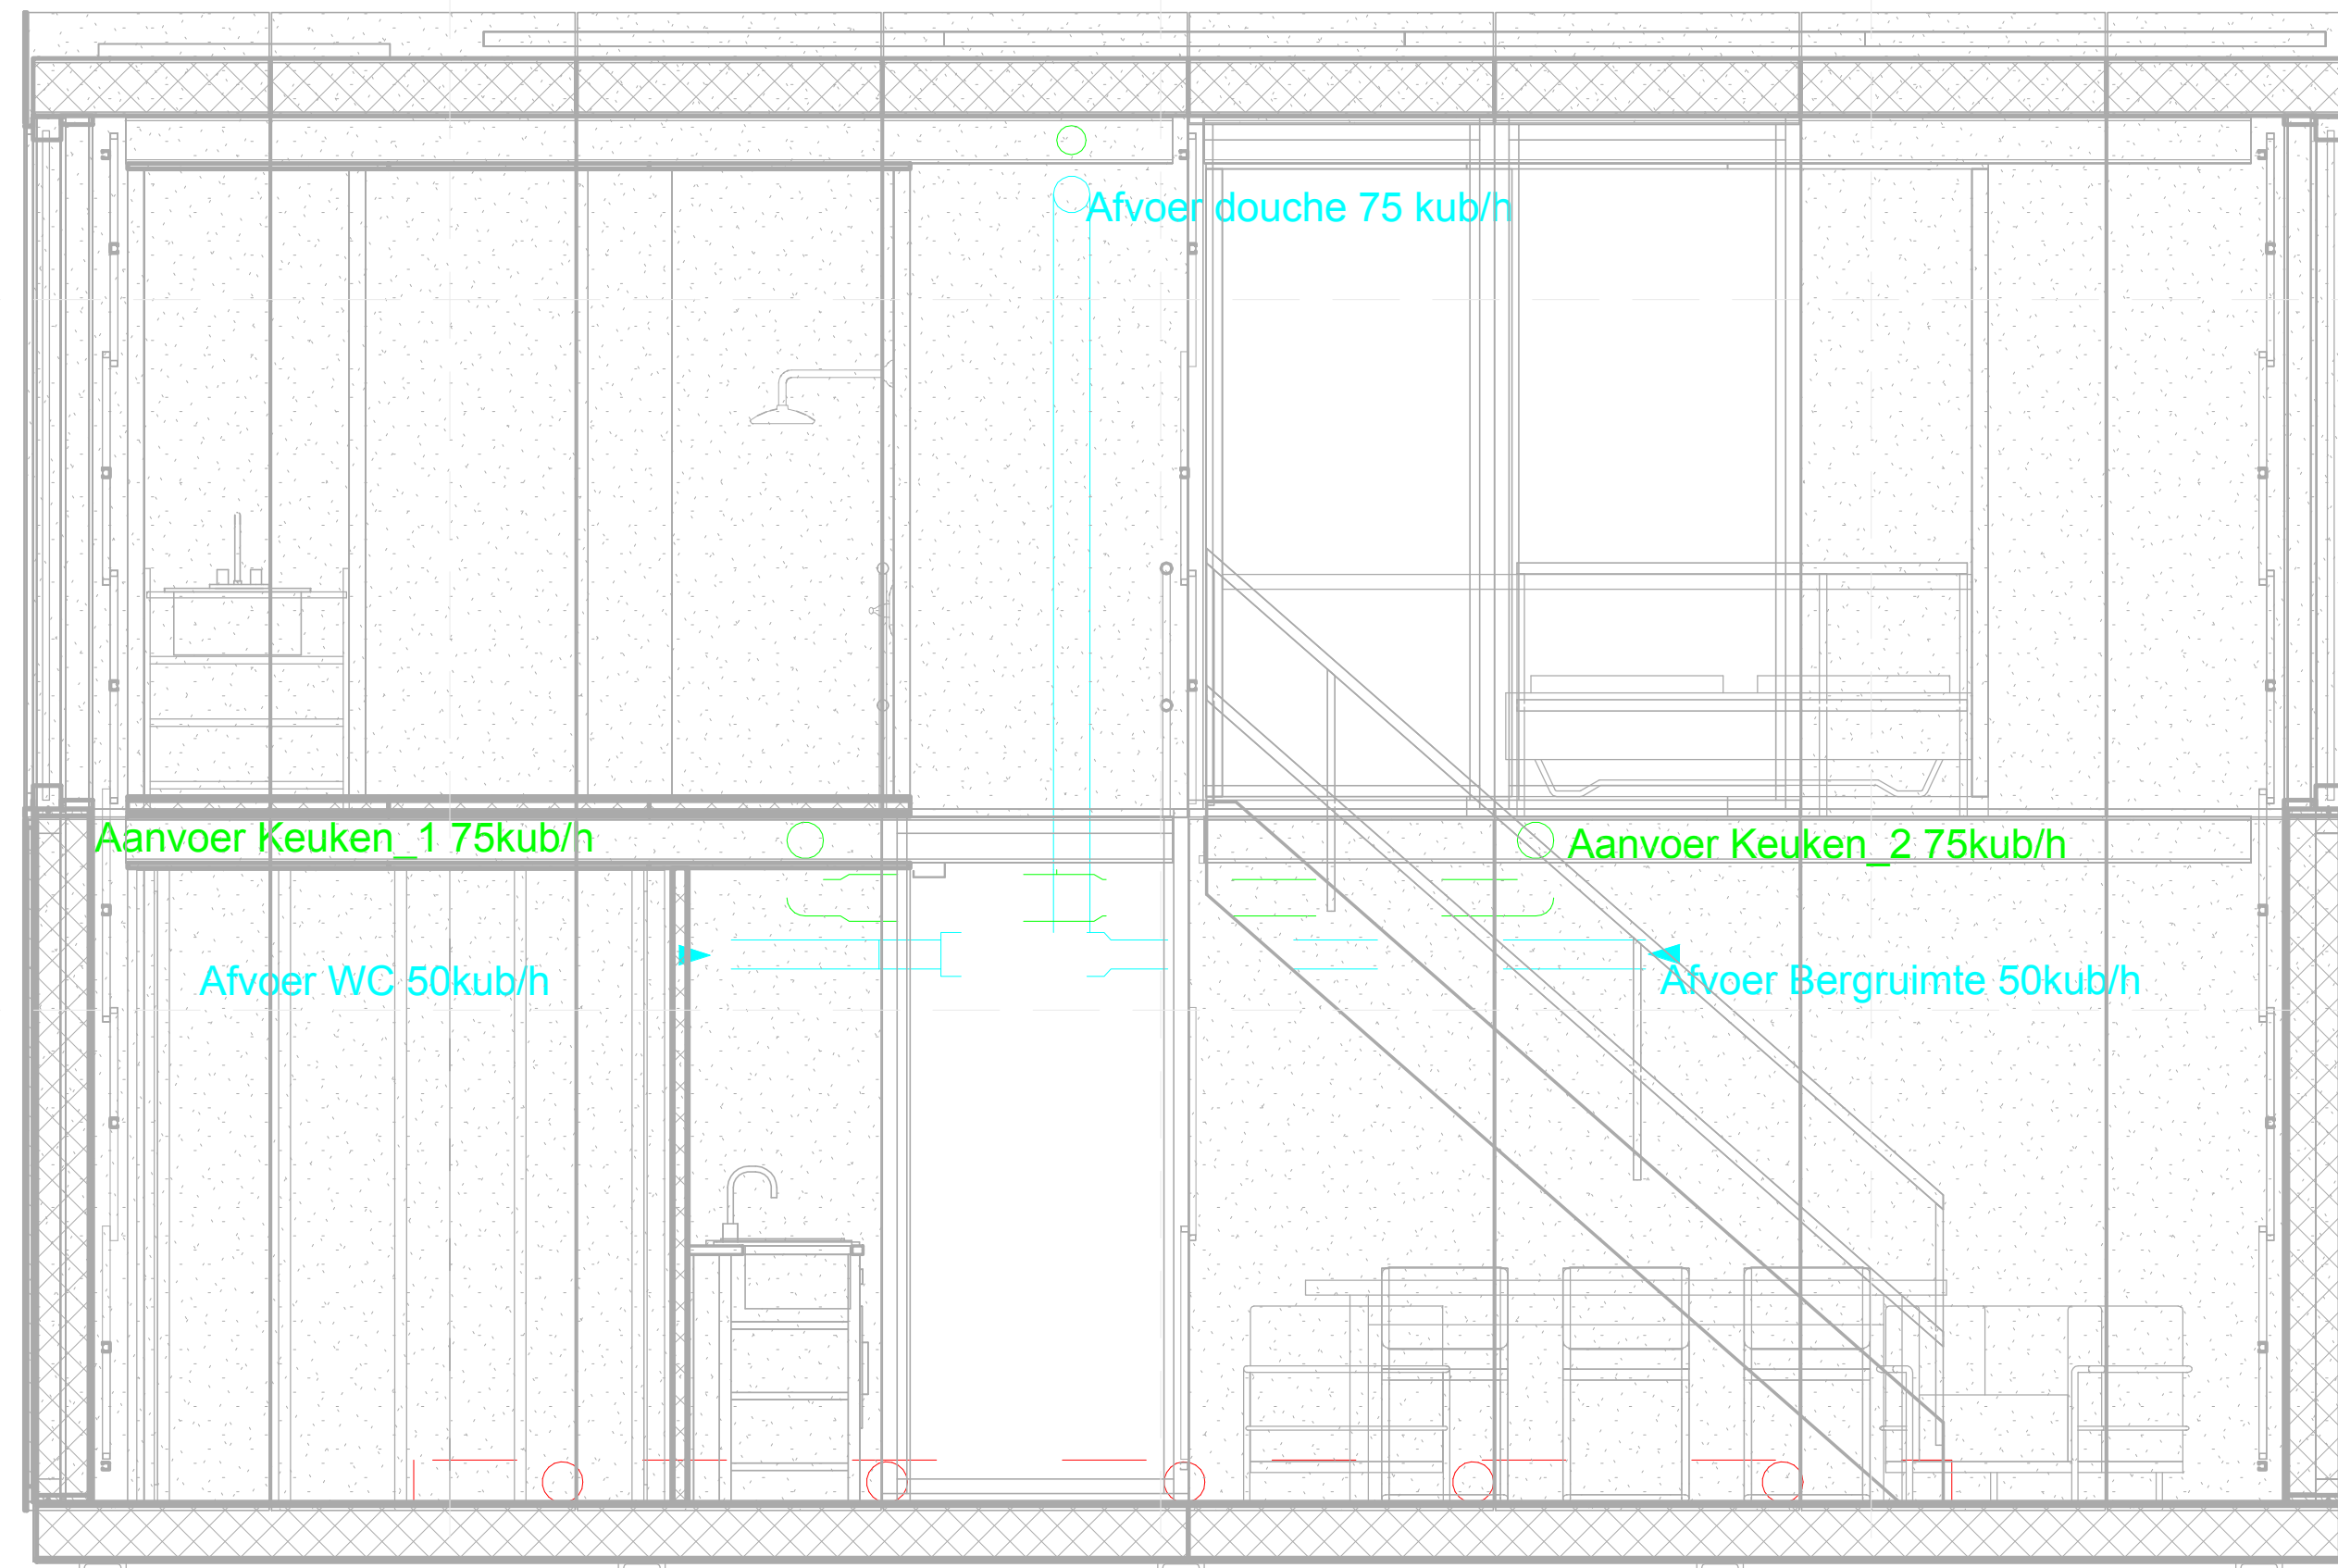 Afvoer douche 75 kub/h
Aanvoer Keuken_1 75kub/h
Aanvoer Keuken_2 75kub/h
Afvoer WC 50kub/h
Afvoer Bergruimte 50kub/h